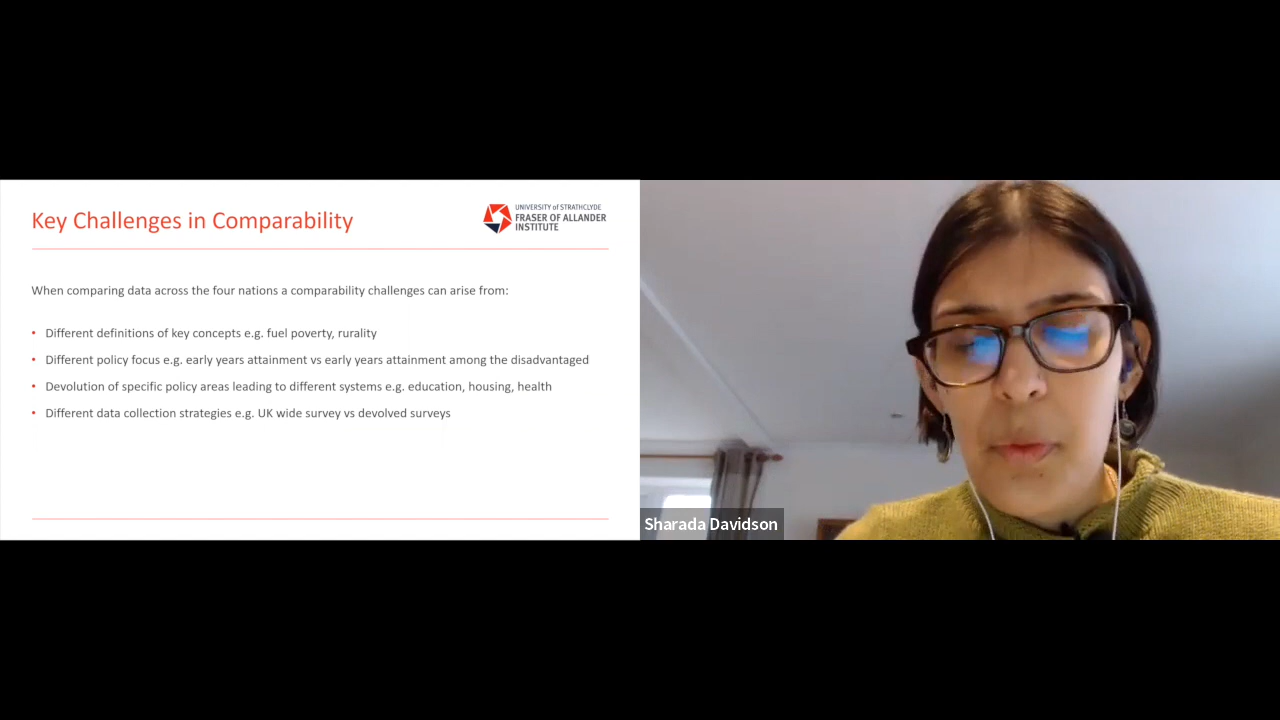 Key Challenges in Comparability
UNIVERSITY of STRATHCLYDE
FRASER OF ALLANDER
INSTITUTE
When comparing data across the four nations a comparability challenges can arise from:
• Different definitions of key concepts e.g. fuel poverty, rurality
• Different policy focus e.g. early years attainment vs early years attainment among the disadvantaged
• Devolution of specific policy areas leading to different systems e.g. education, housing, health
• Different data collection strategies e.g. UK wide survey vs devolved surveys
Sharada Davidson